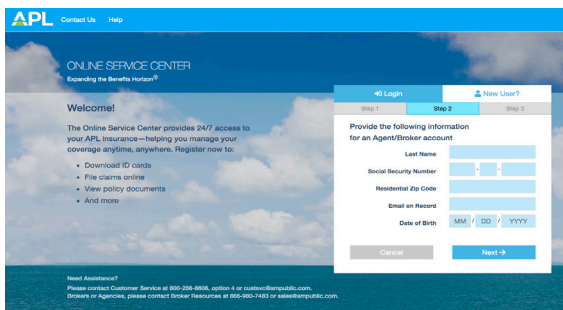 APL Contact Us Help
ONLINE SERVICE CENTER
Expanding the Benefits Horizon®
Login New User?
Step 1 Step 2 Step 3
Welcome!
The Online Service Center provides 24/7 access to
your APL insurance—helping you manage your
coverage anytime, anywhere. Register now to:
• Download ID cards
• File claims online
• View policy documents
• And more
Provide the following information
for an Agent/Broker account
Last Name
Social Security Number - -
Residential Zip Code
Email on Record
Date of Birth MM / DD / YYYY
Cancel Next →
Need Assistance?
Please contact Customer Service at 800-256-8606, option 4 or custsvc@ampublic.com.
Brokers or Agencies, please contact Broker Resources at 866-980-7483 or sales@ampublic.com.